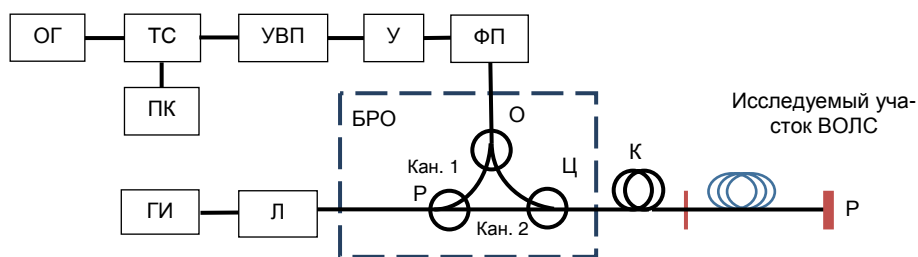 ОГ
ТС
УВП
У
ФП
ПК
БРО
О
Исследуемый уча-
сток ВОЛС
Кан. 1
Ц
К
ГИ
Л
Р
Кан. 2
Р